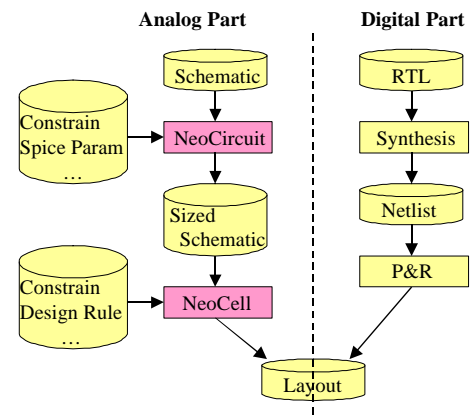 Analog Part
Digital Part
Schematic
RTL
Constrain
Spice Param
…
NeoCircuit
Synthesis
Sized
Schematic
Netlist
Constrain
Design Rule
…
NeoCell
P&R
Layout